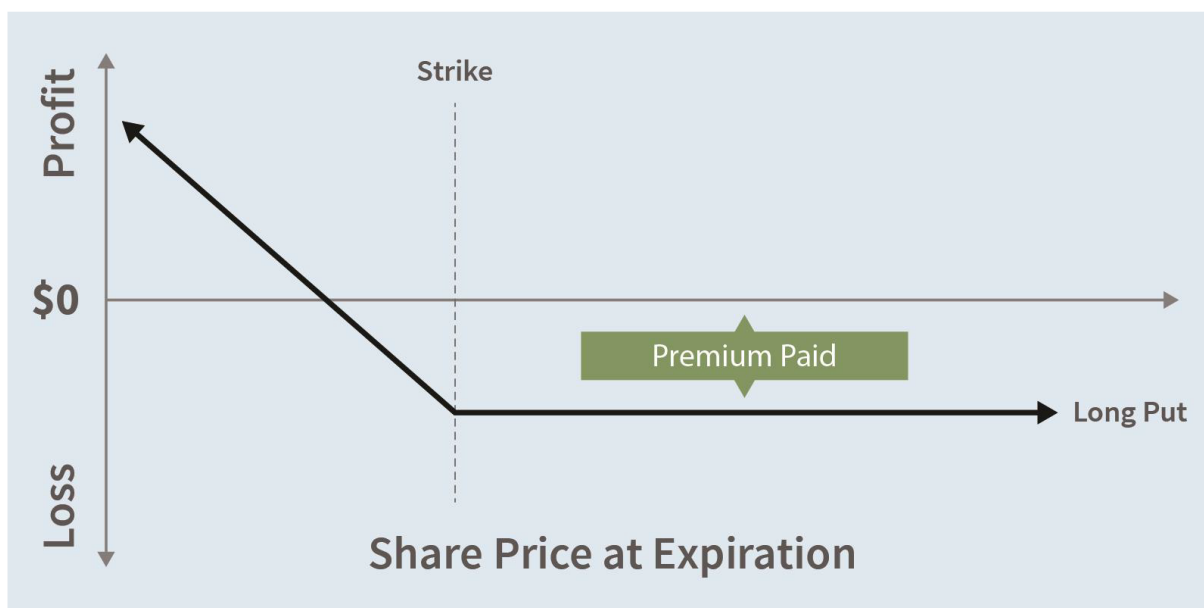 Profit
Strike
$0
Premium Paid
Long Put
Loss
Share Price at Expiration